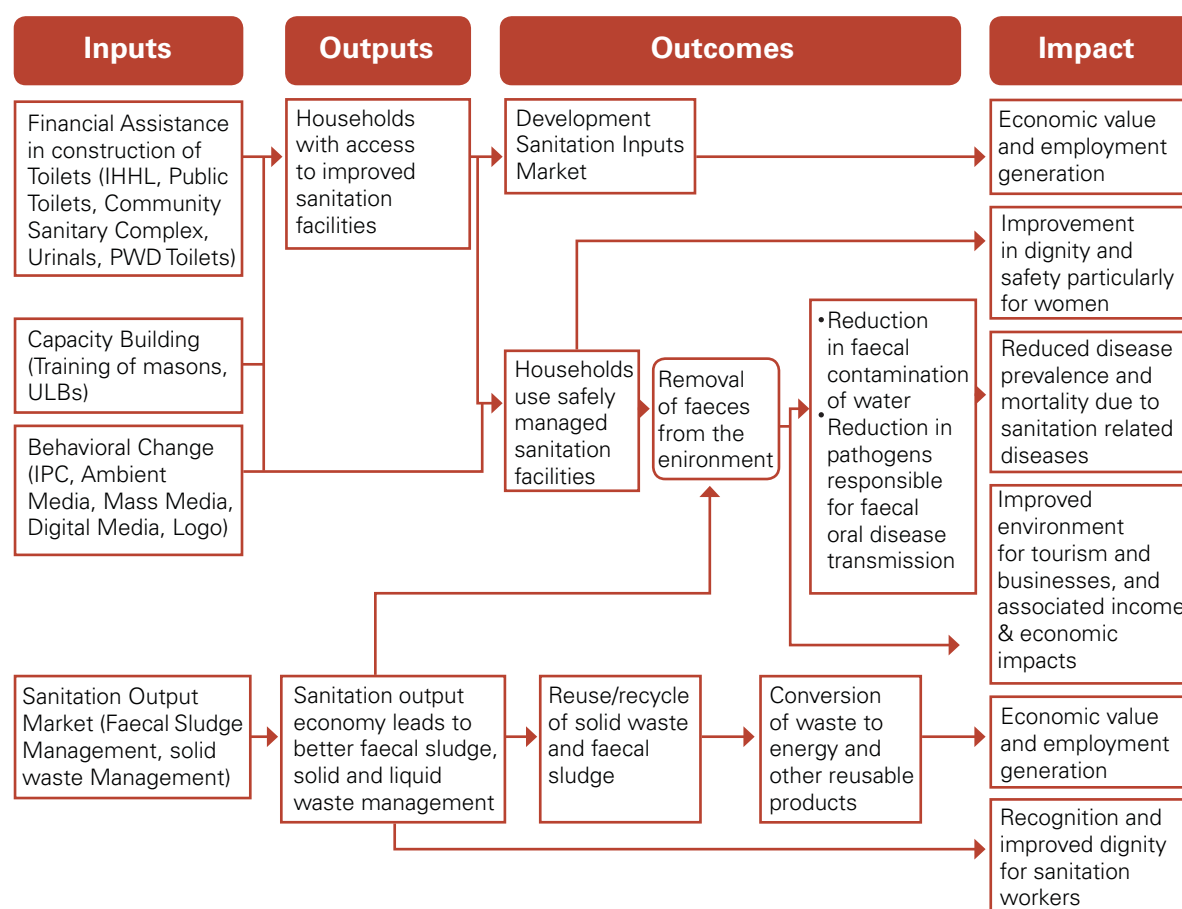 Inputs
Outputs
Outcomes
Impact
Financial Assistance
in construction of
Toilets (IHHL, Public
Toilets, Community
Sanitary Complex,
Urinals, PWD Toilets)
Households
with access
to improved
sanitation
facilities
Development
Sanitation Inputs
Market
Economic value
and employment
generation
Improvement
in dignity and
safety particularly
for women
Capacity Building
(Training of masons,
ULBs)
Behavioral Change
(IPC, Ambient
Media, Mass Media,
Digital Media, Logo)
Households
use safely
managed
sanitation
facilities
Removal
of faeces
from the
enironment
•Reduction
in faecal
contamination
of water
•Reduction in
pathogens
responsible
for faecal
oral disease
transmission
Reduced disease
prevalence and
mortality due to
sanitation related
diseases
Improved
environment
for tourism and
businesses, and
associated income
& economic
impacts
Sanitation Output
Market (Faecal Sludge
Management, solid
waste Management)
Sanitation output
economy leads to
better faecal sludge,
solid and liquid
waste management
Reuse/recycle
of solid waste
and faecal
sludge
Conversion
of waste to
energy and
other reusable
products
Economic value
and employment
generation
Recognition and
improved dignity
for sanitation
workers